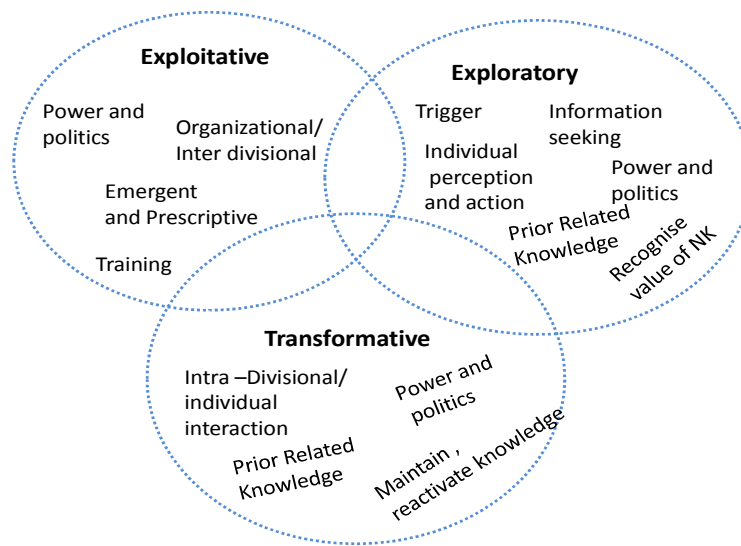 Exploitative
Power and
politics
Organizational/
Inter divisional
Emergent
and Prescriptive
Training
Exploratory
Trigger
Information
seeking
Individual
perception
and action
Power and
politics
Prior Related
Knowledge
Recognise
value of NK
Transformative
Intra –Divisional/
individual
interaction
Power and
politics
Prior Related
Knowledge
Maintain ,
reactivate knowledge